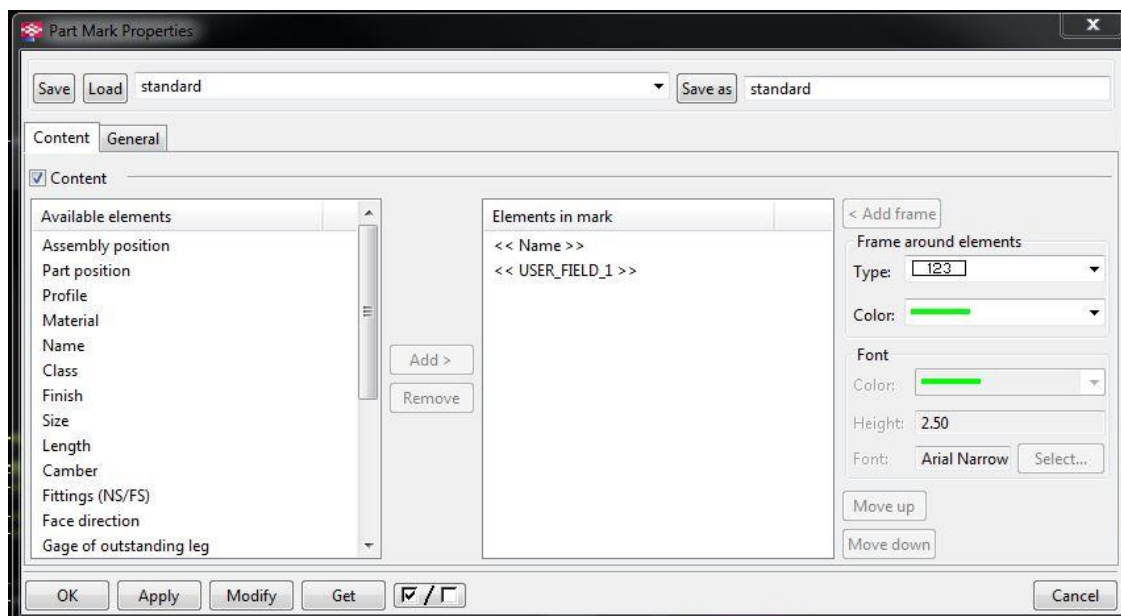 Part Mark Properties
X
Save Load standard Save as standard
Content General
Content
Available elements
Assembly position
Part position
Profile
Material
Name
Class
Finish
Size
Length
Camber
Fittings (NS/FS)
Face direction
Gage of outstanding leg
Add >
Remove
Elements in mark
<< Name >>
<< USER_FIELD_1 >>
< Add frame
Frame around elements
Type: 123
Color:
Font
Color:
Height: 2.50
Font: Arial Narrow Select...
Move up
Move down
OK Apply Modify Get / Cancel